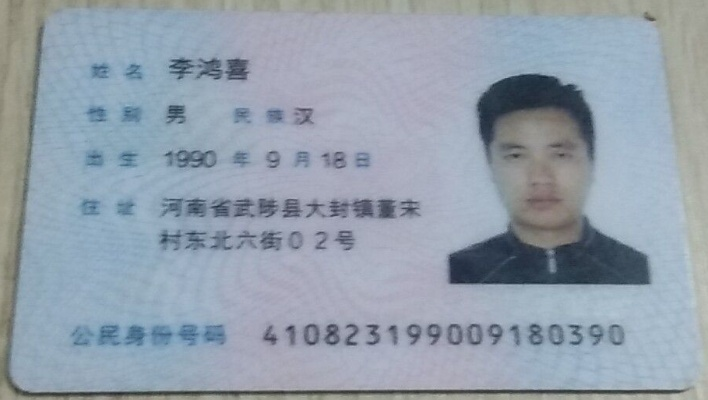 姓名 李鸿喜
性别 男 民族 汉
出生 1990 年 9 月 18 日
住址 河南省武陟县大封镇董宋
村东北六街02号
公民身份号码 410823199009180390